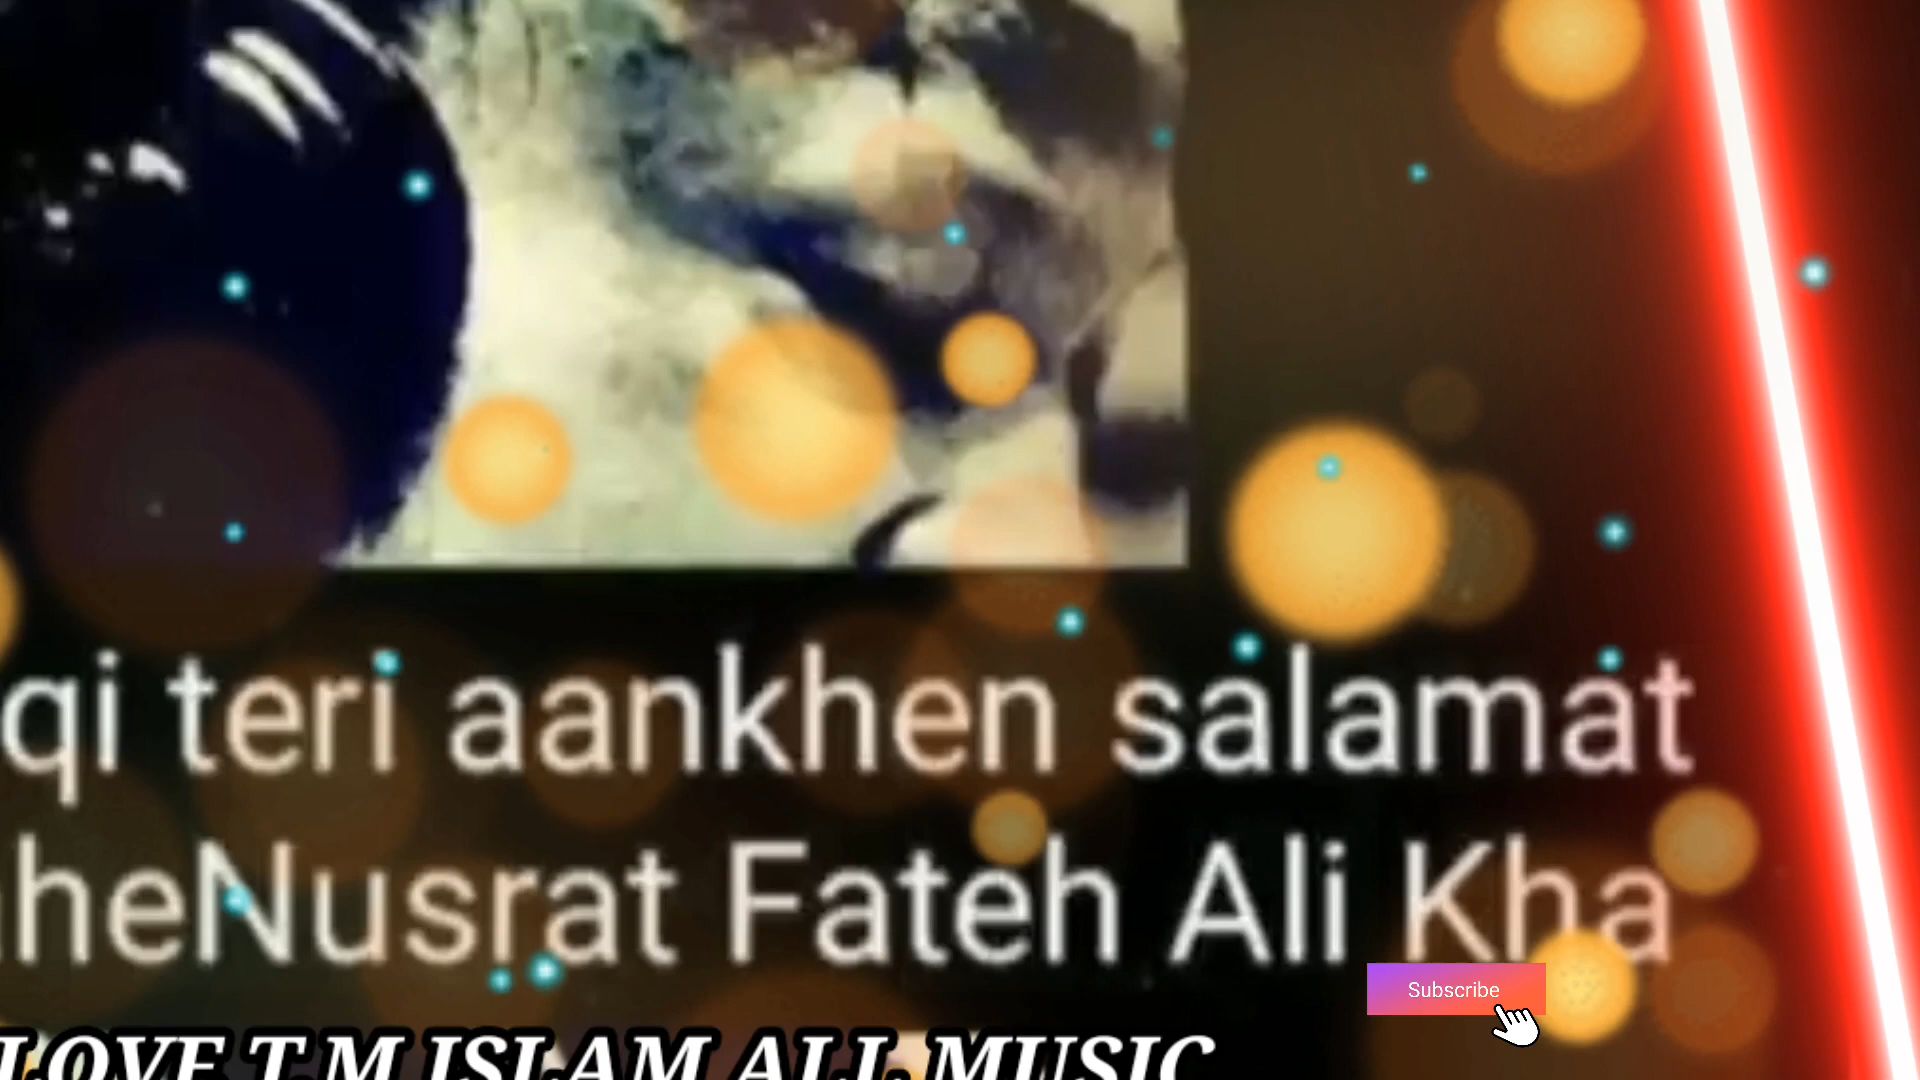 qi teri aankhen salamat
heNusrat Fateh Ali Kha
Subscribe
LOVE T.M ISLAM ALL MUSIC